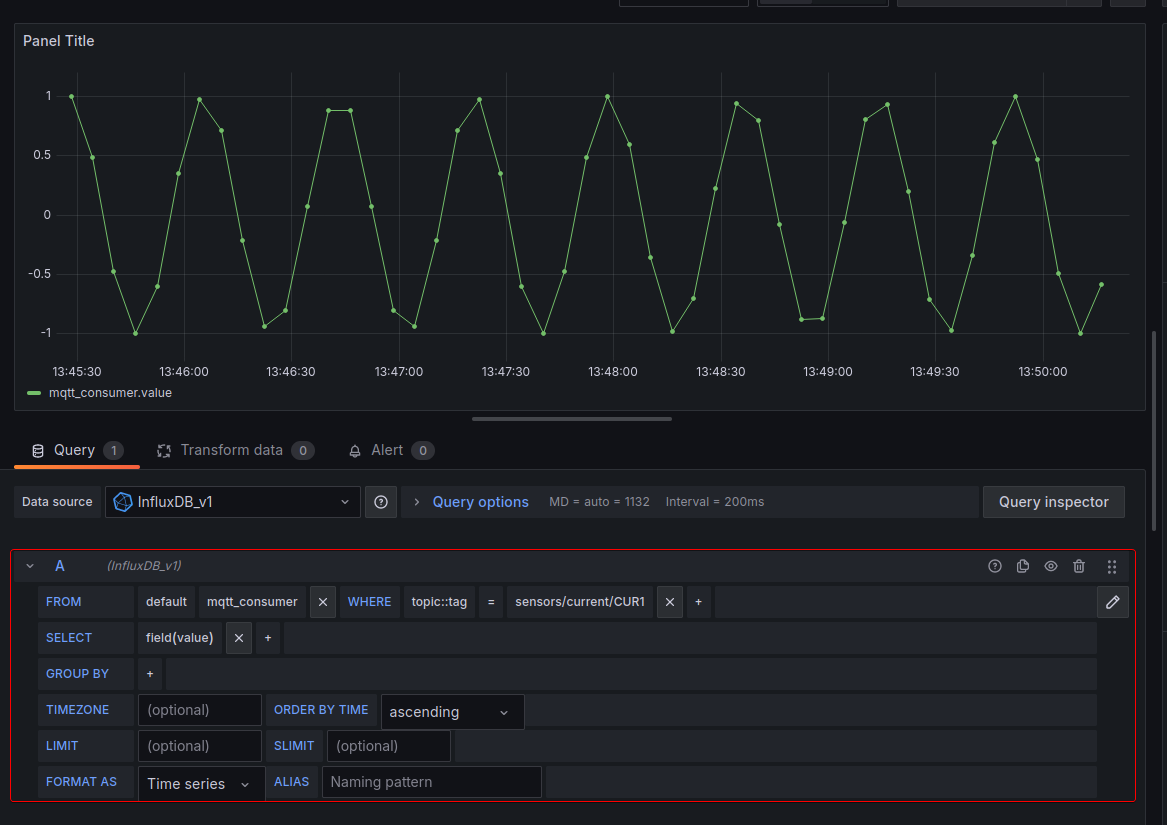 Panel Title
1
0.5
0
-0.5
-1
13:45:30 13:46:00 13:46:30 13:47:00 13:47:30 13:48:00 13:48:30 13:49:00 13:49:30 13:50:00
mqtt_consumer.value
Query 1 Transform data 0 Alert 0
Data source InfluxDB_v1 Query options MD = auto = 1132 Interval = 200ms Query inspector
A (InfluxDB_v1)
FROM default mqtt_consumer WHERE topic::tag = sensors/current/CUR1 +
SELECT field(value) +
GROUP BY +
TIMEZONE (optional) ORDER BY TIME ascending
LIMIT (optional) SLIMIT (optional)
FORMAT AS Time series ALIAS Naming pattern